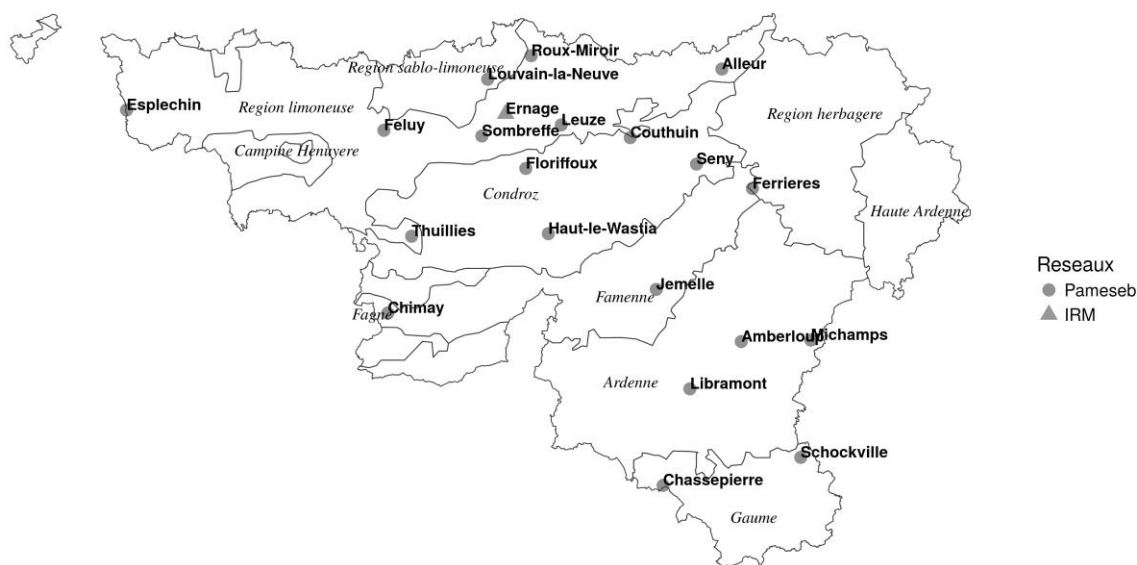 Roux-Miroir
Region sablo-limoneuse
Alleur
Louvain-la-Neuve
Esplechin
Region limoneuse
Ernage
Region herbagere
Leuze
Feluy
Sombreffe
Couthuin
Campine Henuyere
Floriffoux
Seny
Condroz
Ferrieres
Haute Ardenne
Thuillies
Haut-le-Wastia
Reseaux
Pameseb
IRM
Jemelle
Famenne
Chimay
Fagne
Amberloup
Michamps
Ardenne
Libramont
Schockville
Chassepierre
Gaume